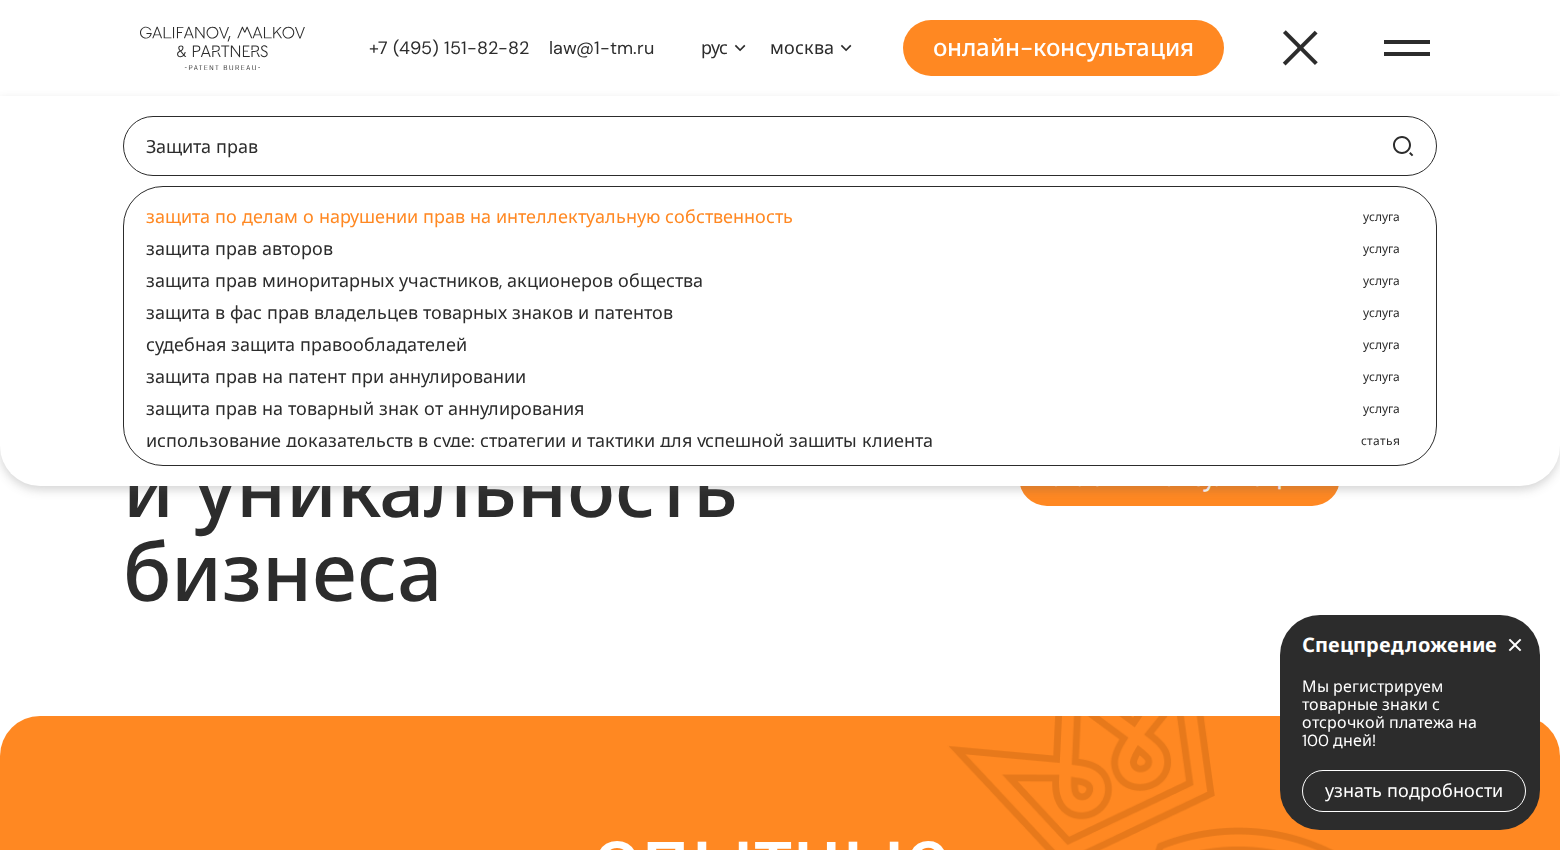 GALIFANOV, MALKOV
& PARTNERS
-PATENT BUREAU-
+7 (495) 151-82-82
law@1-tm.ru
рус
москва
онлайн-консультация
Защита прав
защита по делам о нарушении прав на интеллектуальную собственность услуга
защита прав авторов услуга
защита прав миноритарных участников, акционеров общества услуга
защита в фас прав владельцев товарных знаков и патентов услуга
судебная защита правообладателей услуга
защита прав на патент при аннулировании услуга
защита прав на товарный знак от аннулирования услуга
использование доказательств в суде: стратегии и тактики для успешной защиты клиента статья
и уникальность
бизнеса
Спецпредложение
Мы регистрируем
товарные знаки с
отсрочкой платежа на
100 дней!
узнать подробности
опытные